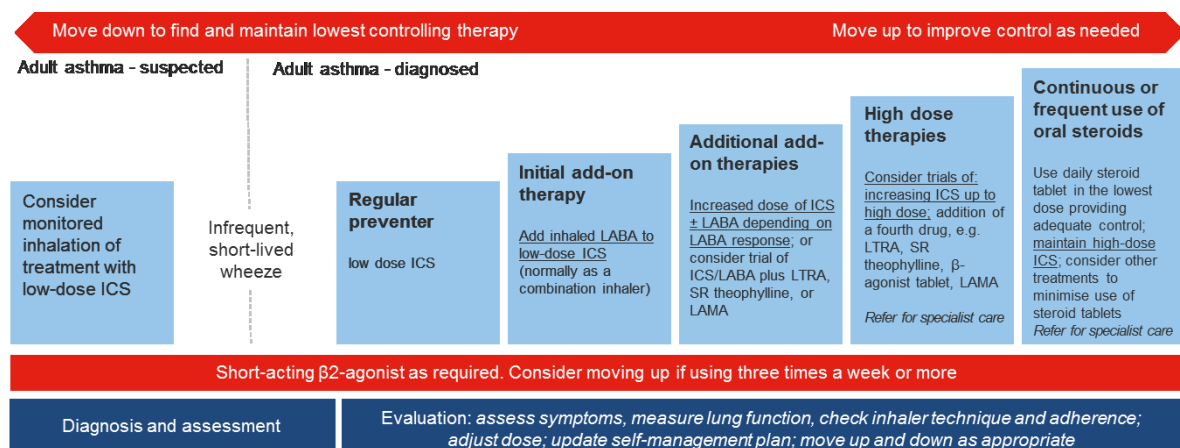 Move down to find and maintain lowest controlling therapy
Move up to improve control as needed
Adult asthma - suspected
Adult asthma - diagnosed
Consider
monitored
inhalation of
treatment with
low-dose ICS
Infrequent,
short-lived
wheeze
Regular
preventer
low dose ICS
Initial add-on
therapy
Add inhaled LABA to
low-dose ICS
(normally as a
combination inhaler)
Additional add-
on therapies
Increased dose of ICS
± LABA depending on
LABA response; or
consider trial of
ICS/LABA plus LTRA,
SR theophylline, or
LAMA
High dose
therapies
Consider trials of:
increasing ICS up to
high dose; addition of
a fourth drug, e.g.
LTRA, SR
theophylline, β-
agonist tablet, LAMA
Refer for specialist care
Continuous or
frequent use of
oral steroids
Use daily steroid
tablet in the lowest
dose providing
adequate control;
maintain high-dose
ICS; consider other
treatments to
minimise use of
steroid tablets
Refer for specialist care
Short-acting β2-agonist as required. Consider moving up if using three times a week or more
Diagnosis and assessment
Evaluation: assess symptoms, measure lung function, check inhaler technique and adherence;
adjust dose; update self-management plan; move up and down as appropriate